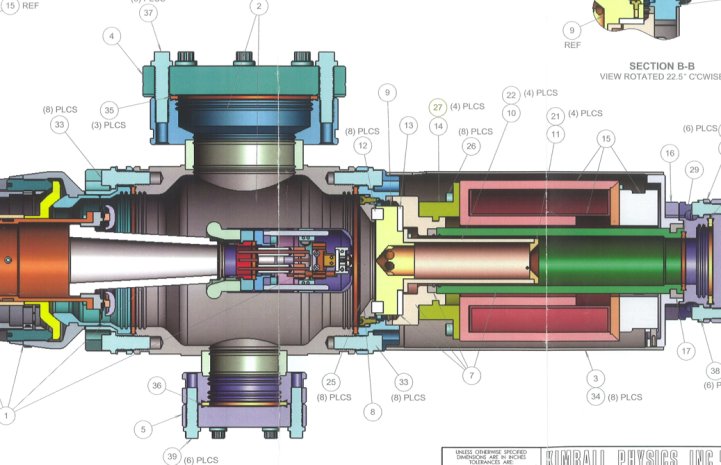 15 REF
37
2
4
35
(3) PLCS
(8) PLCS
33
9
REF
SECTION B-B
VIEW ROTATED 22.5° C'CWISE
9
(8) PLCS
12
13
27 (4) PLCS
14
(8) PLCS
26
22 (4) PLCS
10
21 (4) PLCS
11
15
16
(6) PLCS
29
1
36
5
39 (6) PLCS
25
(8) PLCS
8
33
(8) PLCS
7
3
34 (8) PLCS
17
38
UNLESS OTHERWISE SPECIFIED
DIMENSIONS ARE IN INCHES
TOLERANCES ARE:
KIMBALL PHYSICS INC